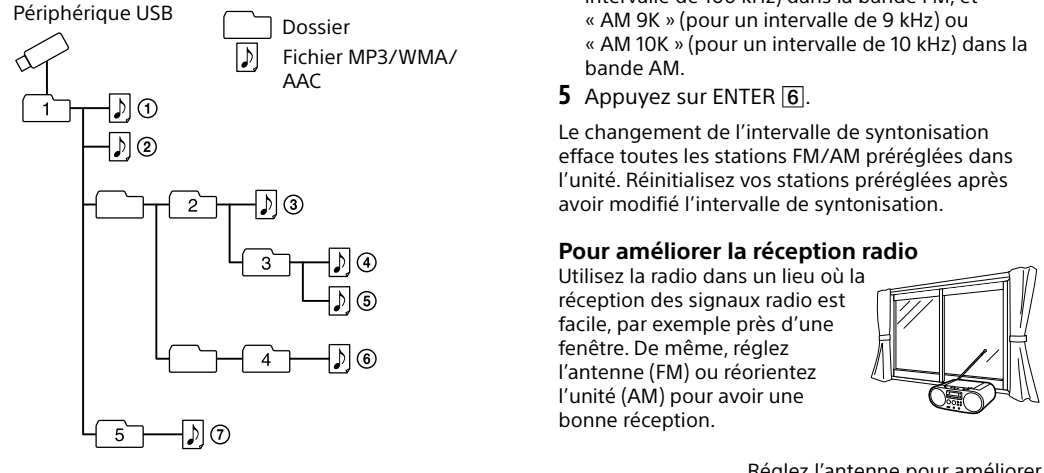 Périphérique USB
Dossier
Fichier MP3/WMA/
AAC
1 ①
②
2 ③
3 ④
⑤
4 ⑥
5 ⑦
« AM 9K » (pour un intervalle de 9 kHz) ou
« AM 10K » (pour un intervalle de 10 kHz) dans la
bande AM.
5 Appuyez sur ENTER 6.
Le changement de l’intervalle de syntonisation
efface toutes les stations FM/AM préréglées dans
l’unité. Réinitialisez vos stations préréglées après
avoir modifié l’intervalle de syntonisation.
Pour améliorer la réception radio
Utilisez la radio dans un lieu où la
réception des signaux radio est
facile, par exemple près d’une
fenêtre. De même, réglez
l’antenne (FM) ou réorientez
l’unité (AM) pour avoir une
bonne réception.
Réglez l’antenne pour améliorer